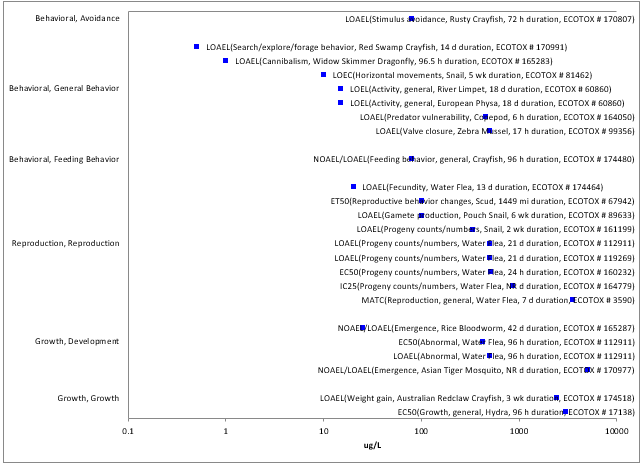 Behavioral, Avoidance
LOAEL(Stimulus avoidance, Rusty Crayfish, 72 h duration, ECOTOX # 170807)
LOAEL(Search/explore/forage behavior, Red Swamp Crayfish, 14 d duration, ECOTOX # 170991)
LOAEL(Cannibalism, Widow Skimmer Dragonfly, 96.5 h duration, ECOTOX # 165283)
LOEC(Horizontal movements, Snail, 5 wk duration, ECOTOX # 81462)
Behavioral, General Behavior
LOEL(Activity, general, River Limpet, 18 d duration, ECOTOX # 60860)
LOEL(Activity, general, European Physa, 18 d duration, ECOTOX # 60860)
LOAEL(Predator vulnerability, Copepod, 6 h duration, ECOTOX # 164050)
LOAEL(Valve closure, Zebra Mussel, 17 h duration, ECOTOX # 99356)
Behavioral, Feeding Behavior
NOAEL/LOAEL(Feeding behavior, general, Crayfish, 96 h duration, ECOTOX # 174480)
LOAEL(Fecundity, Water Flea, 13 d duration, ECOTOX # 174464)
ET50(Reproductive behavior changes, Scud, 1449 mi duration, ECOTOX # 67942)
LOAEL(Gamete production, Pouch Snail, 6 wk duration, ECOTOX # 89633)
LOAEL(Progeny counts/numbers, Snail, 2 wk duration, ECOTOX # 161199)
Reproduction, Reproduction
LOAEL(Progeny counts/numbers, Water Flea, 21 d duration, ECOTOX # 112911)
LOAEL(Progeny counts/numbers, Water Flea, 21 d duration, ECOTOX # 119269)
EC50(Progeny counts/numbers, Water Flea, 24 h duration, ECOTOX # 160232)
IC25(Progeny counts/numbers, Water Flea, NR d duration, ECOTOX # 164779)
MATC(Reproduction, general, Water Flea, 7 d duration, ECOTOX # 3590)
NOAEL/LOAEL(Emergence, Rice Bloodworm, 42 d duration, ECOTOX # 165287)
Growth, Development
EC50(Abnormal, Water Flea, 96 h duration, ECOTOX # 112911)
LOAEL(Abnormal, Water Flea, 96 h duration, ECOTOX # 112911)
NOAEL/LOAEL(Emergence, Asian Tiger Mosquito, NR d duration, ECOTOX # 170977)
Growth, Growth
LOAEL(Weight gain, Australian Redclaw Crayfish, 3 wk duration, ECOTOX # 174518)
EC50(Growth, general, Hydra, 96 h duration, ECOTOX # 17138)
0.1 1 10 100 1000 10000
ug/L